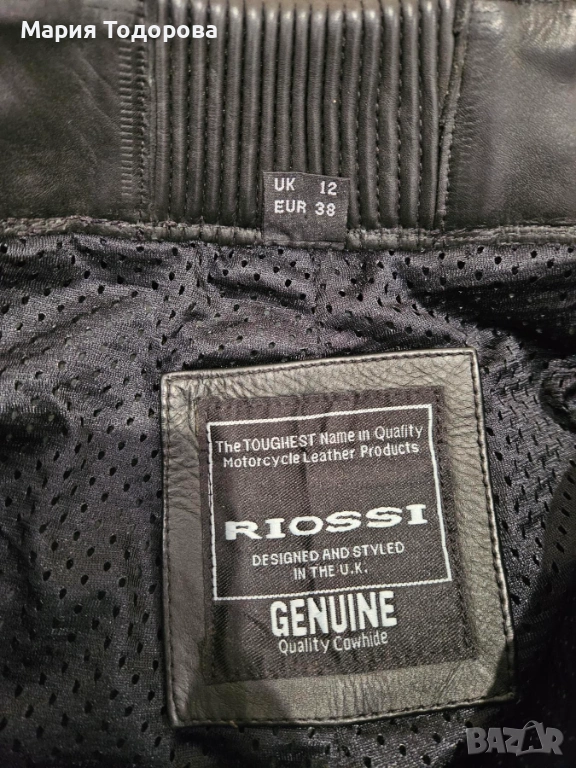 Мария Тодорова
UK 12
EUR 38
The TOUGHEST Name in Quality
Motorcycle Leather Products
RIOSSI
DESIGNED AND STYLED
IN THE U.K.
GENUINE
Quality Cowhide
BAZAR